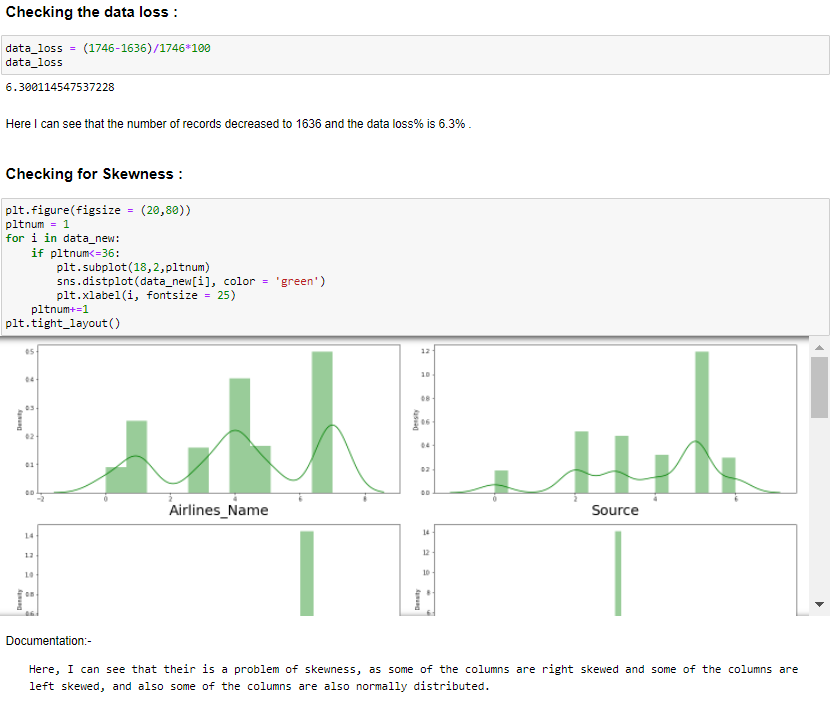 Checking the data loss :
data_loss = (1746-1636)/1746*100
data_loss
6.300114547537228
Here I can see that the number of records decreased to 1636 and the data loss% is 6.3% .
Checking for Skewness :
plt.figure(figsize = (20,80))
pltnum = 1
for i in data_new:
    if pltnum<=36:
        plt.subplot(18,2,pltnum)
        sns.distplot(data_new[i], color = 'green')
        plt.xlabel(i, fontsize = 25)
    pltnum+=1
plt.tight_layout()
0.5
0.4
0.3
0.2
0.1
0.0
Density
-2 0 2 4 6 8
Airlines_Name
1.2
1.0
0.8
0.6
0.4
0.2
0.0
Density
0 2 4 6
Source
1.4
1.2
1.0
0.8
0.6
Density
14
12
10
8
6
Density
Documentation:-
Here, I can see that their is a problem of skewness, as some of the columns are right skewed and some of the columns are
left skewed, and also some of the columns are also normally distributed.